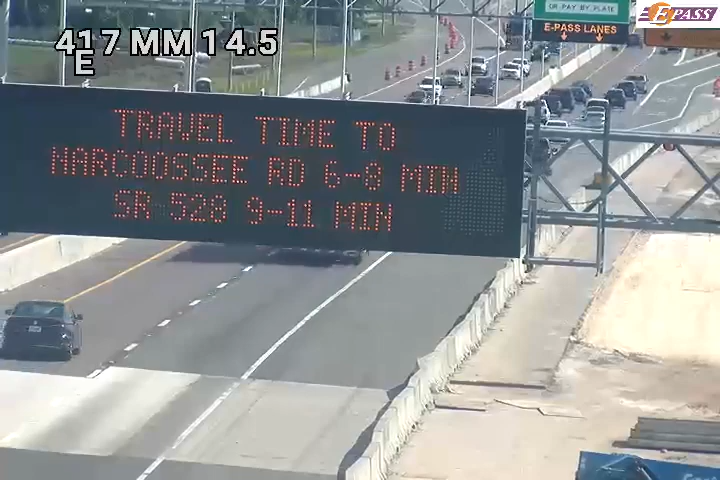 417 MM 14.5
E
OR PAY BY PLATE
E-PASS LANES
E-PASS
TRAVEL TIME TO
NARCOOSSEE RD 6-8 MIN
SR 528 9-11 MIN